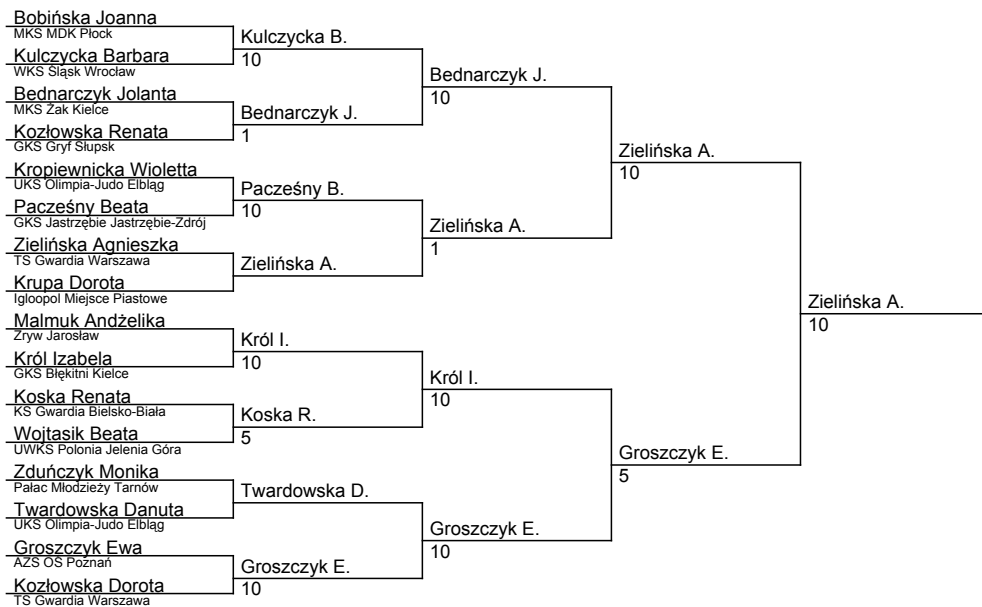 Bobińska Joanna
MKS MDK Płock
Kulczycka Barbara
WKS Śląsk Wrocław
Bednarczyk Jolanta
MKS Żak Kielce
Kozłowska Renata
GKS Gryf Słupsk
Kropiewnicka Wioletta
UKS Olimpia-Judo Elbląg
Pacześny Beata
GKS Jastrzębie Jastrzębie-Zdrój
Zielińska Agnieszka
TS Gwardia Warszawa
Krupa Dorota
Igloopol Miejsce Piastowe
Malmuk Andżelika
Zryw Jarosław
Król Izabela
GKS Błękitni Kielce
Koska Renata
KS Gwardia Bielsko-Biała
Wojtasik Beata
UWKS Polonia Jelenia Góra
Zduńczyk Monika
Pałac Młodzieży Tarnów
Twardowska Danuta
UKS Olimpia-Judo Elbląg
Groszczyk Ewa
AZS OŚ Poznań
Kozłowska Dorota
TS Gwardia Warszawa
Kulczycka B.
10
Bednarczyk J.
1
Pacześny B.
10
Zielińska A.
Król I.
10
Koska R.
5
Twardowska D.
Groszczyk E.
10
Bednarczyk J.
10
Zielińska A.
1
Król I.
10
Groszczyk E.
10
Zielińska A.
10
Groszczyk E.
5
Zielińska A.
10